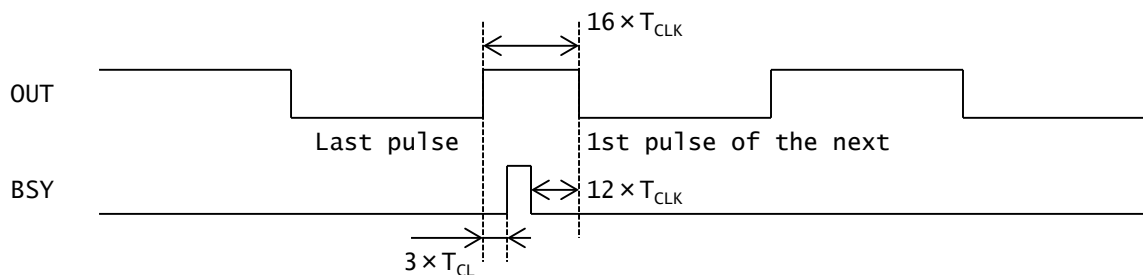 16×T_CLK
OUT
Last pulse 1st pulse of the next
BSY
12×T_CLK
3×T_CL